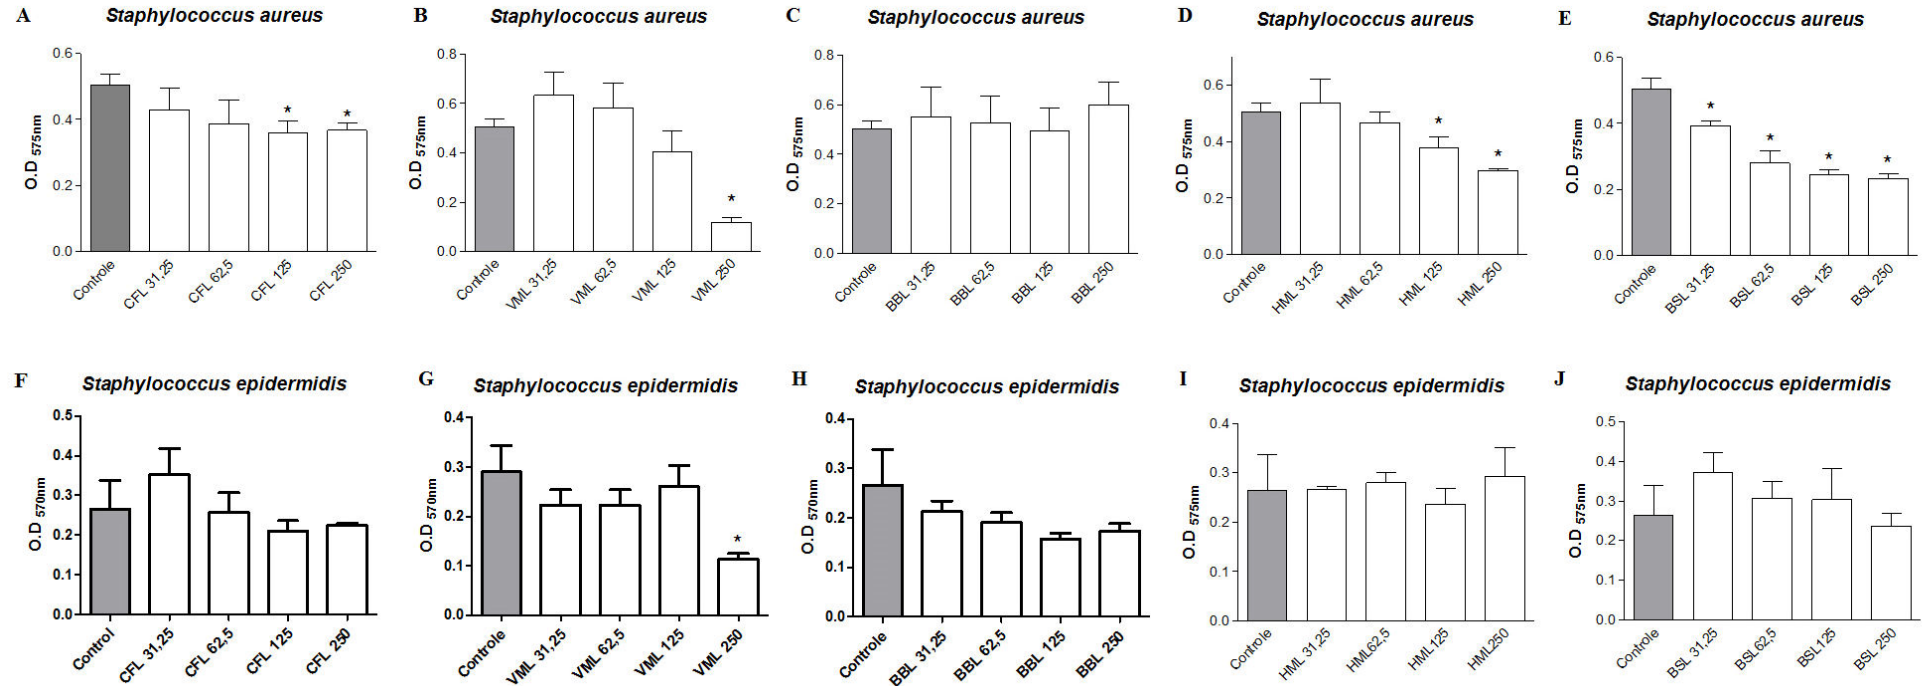 A
Staphylococcus aureus
O.D 575nm
0.6
0.4
0.2
0.0
*
*
Controle
CFL 31,25
CFL 62,5
CFL 125
CFL 250
B
Staphylococcus aureus
O.D 575nm
0.8
0.6
0.4
0.2
0.0
*
Controle
VML 31,25
VML 62,5
VML 125
VML 250
C
Staphylococcus aureus
O.D 575nm
0.8
0.6
0.4
0.2
0.0
Controle
BBL 31,25
BBL 62,5
BBL 125
BBL 250
D
Staphylococcus aureus
O.D 575nm
0.6
0.4
0.2
0.0
*
*
Controle
HML 31,25
HML 62,5
HML 125
HML 250
E
Staphylococcus aureus
O.D 575nm
0.6
0.4
0.2
0.0
*
*
*
*
Controle
BSL 31,25
BSL 62,5
BSL 125
BSL 250
F
Staphylococcus epidermidis
O.D 570nm
0.5
0.4
0.3
0.2
0.1
0.0
Control
CFL 31,25
CFL 62,5
CFL 125
CFL 250
G
Staphylococcus epidermidis
O.D 570nm
0.4
0.3
0.2
0.1
0.0
*
Controle
VML 31,25
VML 62,5
VML 125
VML 250
H
Staphylococcus epidermidis
O.D 570nm
0.4
0.3
0.2
0.1
0.0
Controle
BBL 31,25
BBL 62,5
BBL 125
BBL 250
I
Staphylococcus epidermidis
O.D 575nm
0.4
0.3
0.2
0.1
0.0
Controle
HML 31,25
HML62,5
HML125
HML250
J
Staphylococcus epidermidis
O.D 575nm
0.5
0.4
0.3
0.2
0.1
0.0
Controle
BSL 31,25
BSL62,5
BSL125
BSL 250